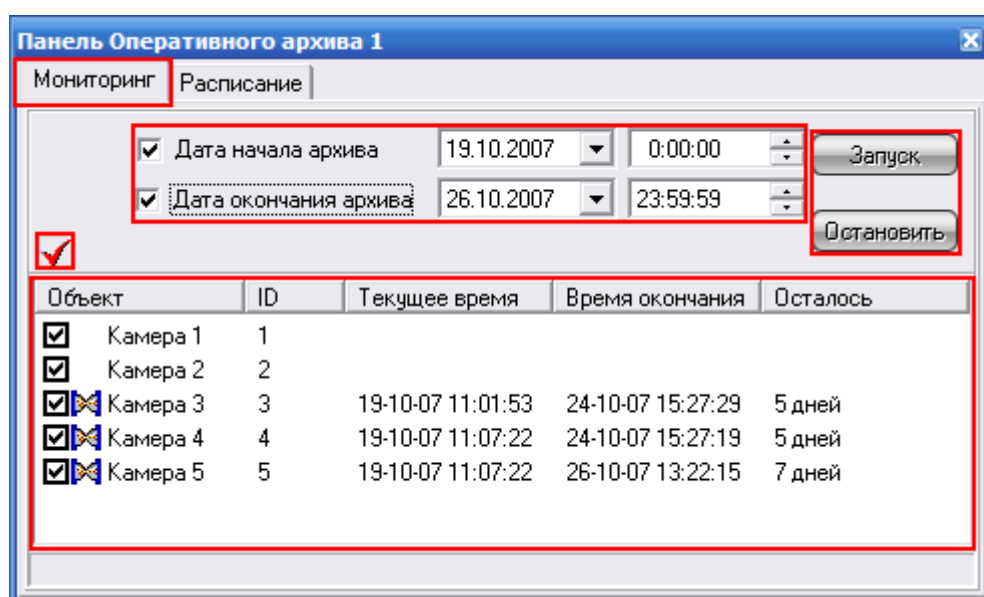 Панель Оперативного архива 1
Мониторинг Расписание
Дата начала архива 19.10.2007 0:00:00 Запуск
Дата окончания архива 26.10.2007 23:59:59
Остановить
Объект ID Текущее время Время окончания Осталось
Камера 1 1
Камера 2 2
Камера 3 3 19-10-07 11:01:53 24-10-07 15:27:29 5 дней
Камера 4 4 19-10-07 11:07:22 24-10-07 15:27:19 5 дней
Камера 5 5 19-10-07 11:07:22 26-10-07 13:22:15 7 дней